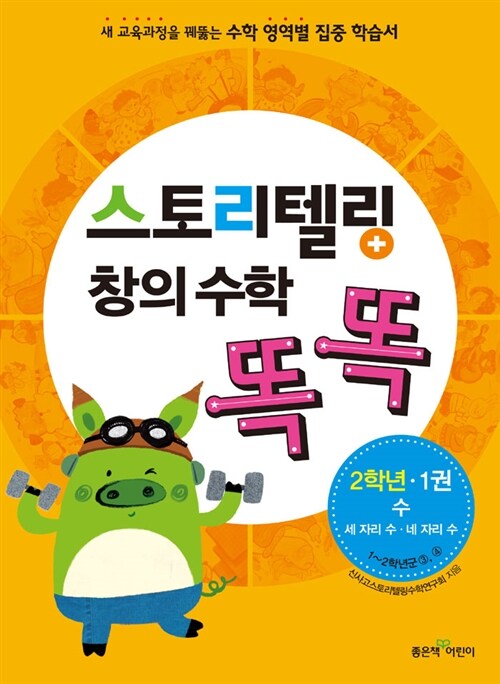 새 교육과정을 꿰뚫는 수학 영역별 집중 학습서
스토리텔링
창의 수학
똑똑
2학년·1권
수
세 자리 수·네 자리 수
1~2학년군 ③, ④
신사고스토리텔링수학연구회 지음
좋은책어린이